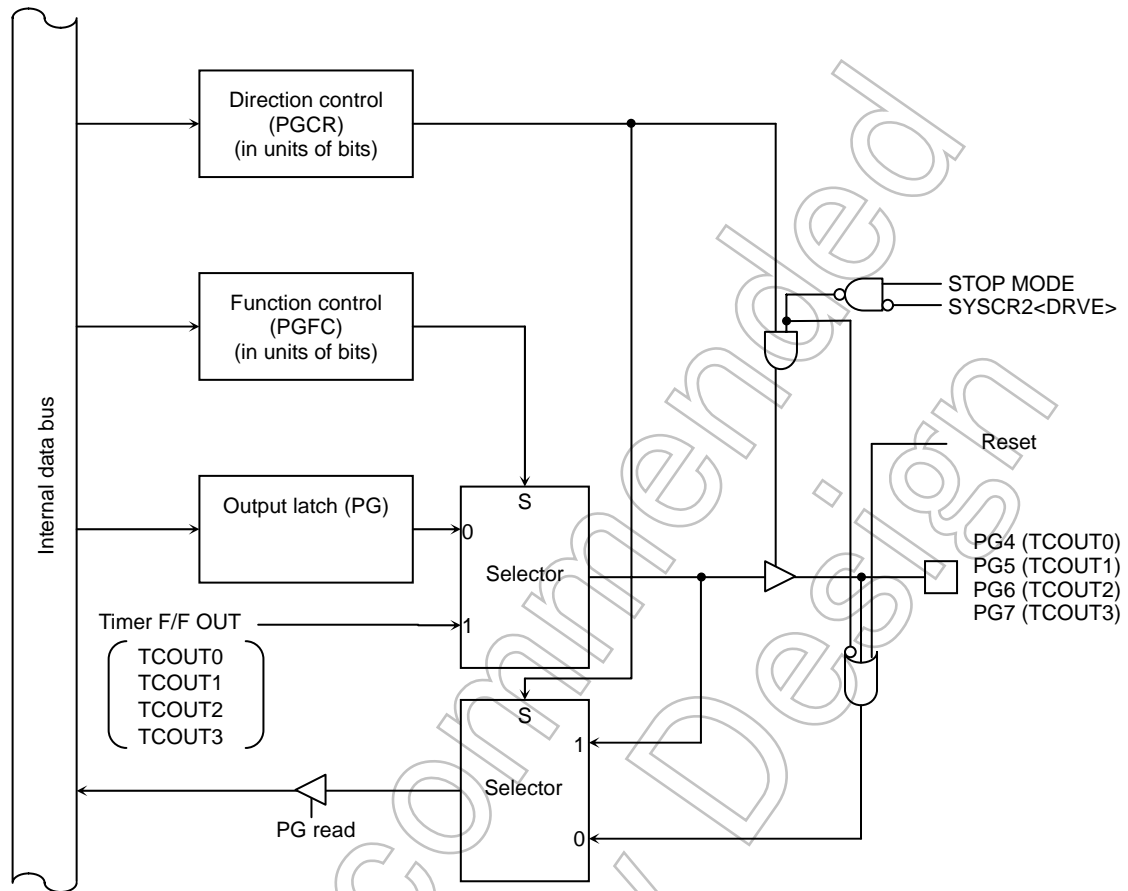 Direction control
(PGCR)
(in units of bits)
STOP MODE
SYSCR2<DRVE>
Function control
(PGFC)
(in units of bits)
Internal data bus
Reset
Output latch (PG)
S
0
Selector
1
PG4 (TCOUT0)
PG5 (TCOUT1)
PG6 (TCOUT2)
PG7 (TCOUT3)
Timer F/F OUT
TCOUT0
TCOUT1
TCOUT2
TCOUT3
S
1
Selector
0
PG read
commended
Design